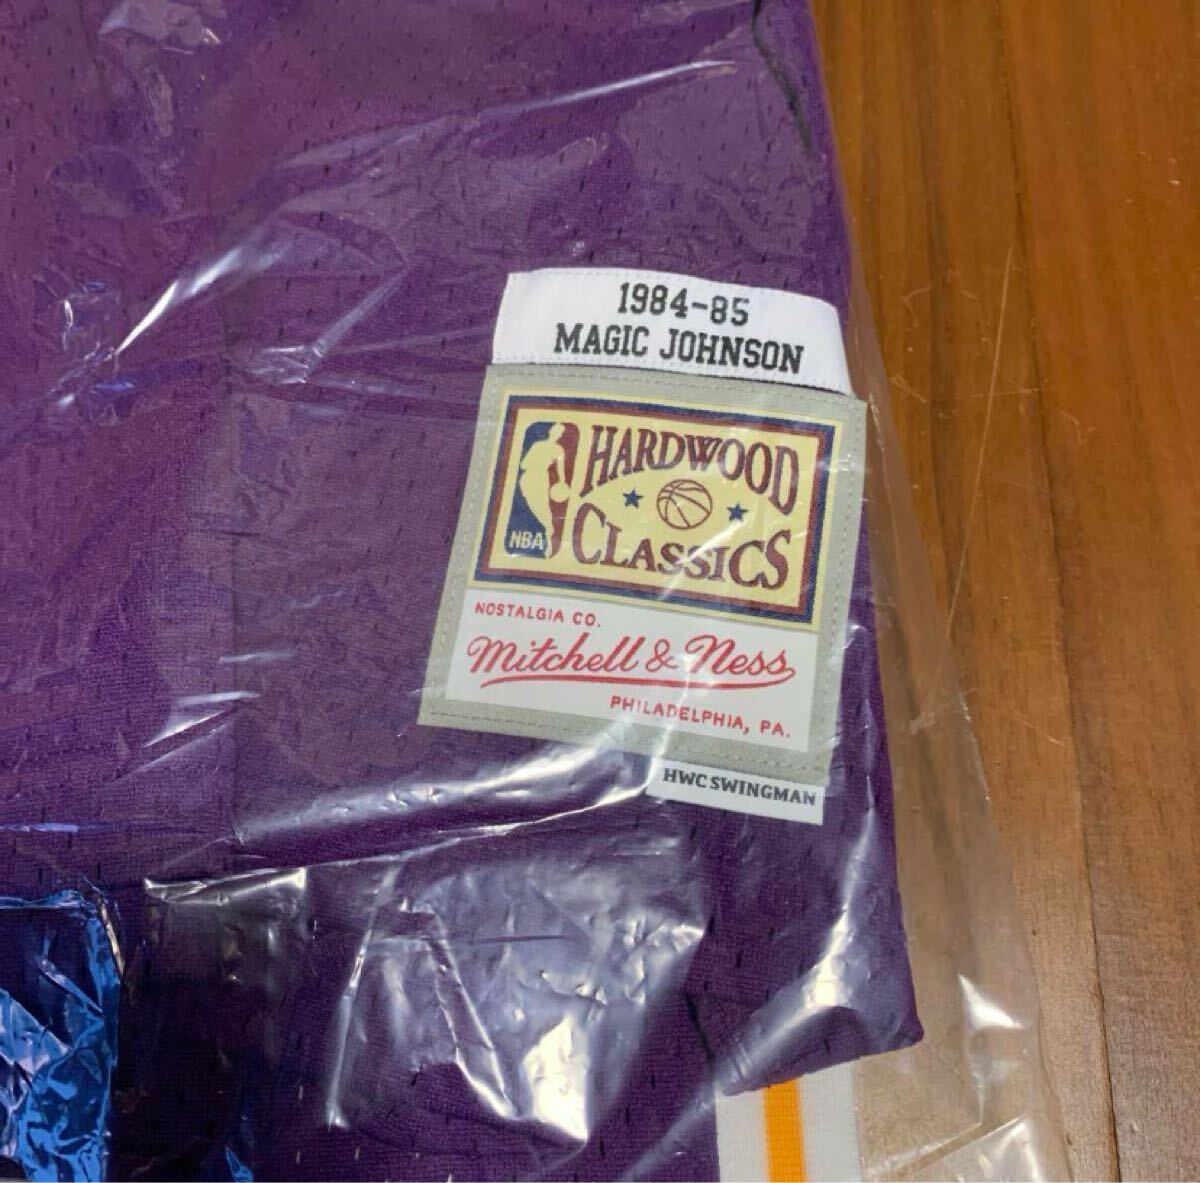 1984-85
MAGIC JOHNSON
HARDWOOD
CLASSICS
NBA
NOSTALGIA CO.
Mitchell & Ness
PHILADELPHIA, PA.
HWC SWINGMAN